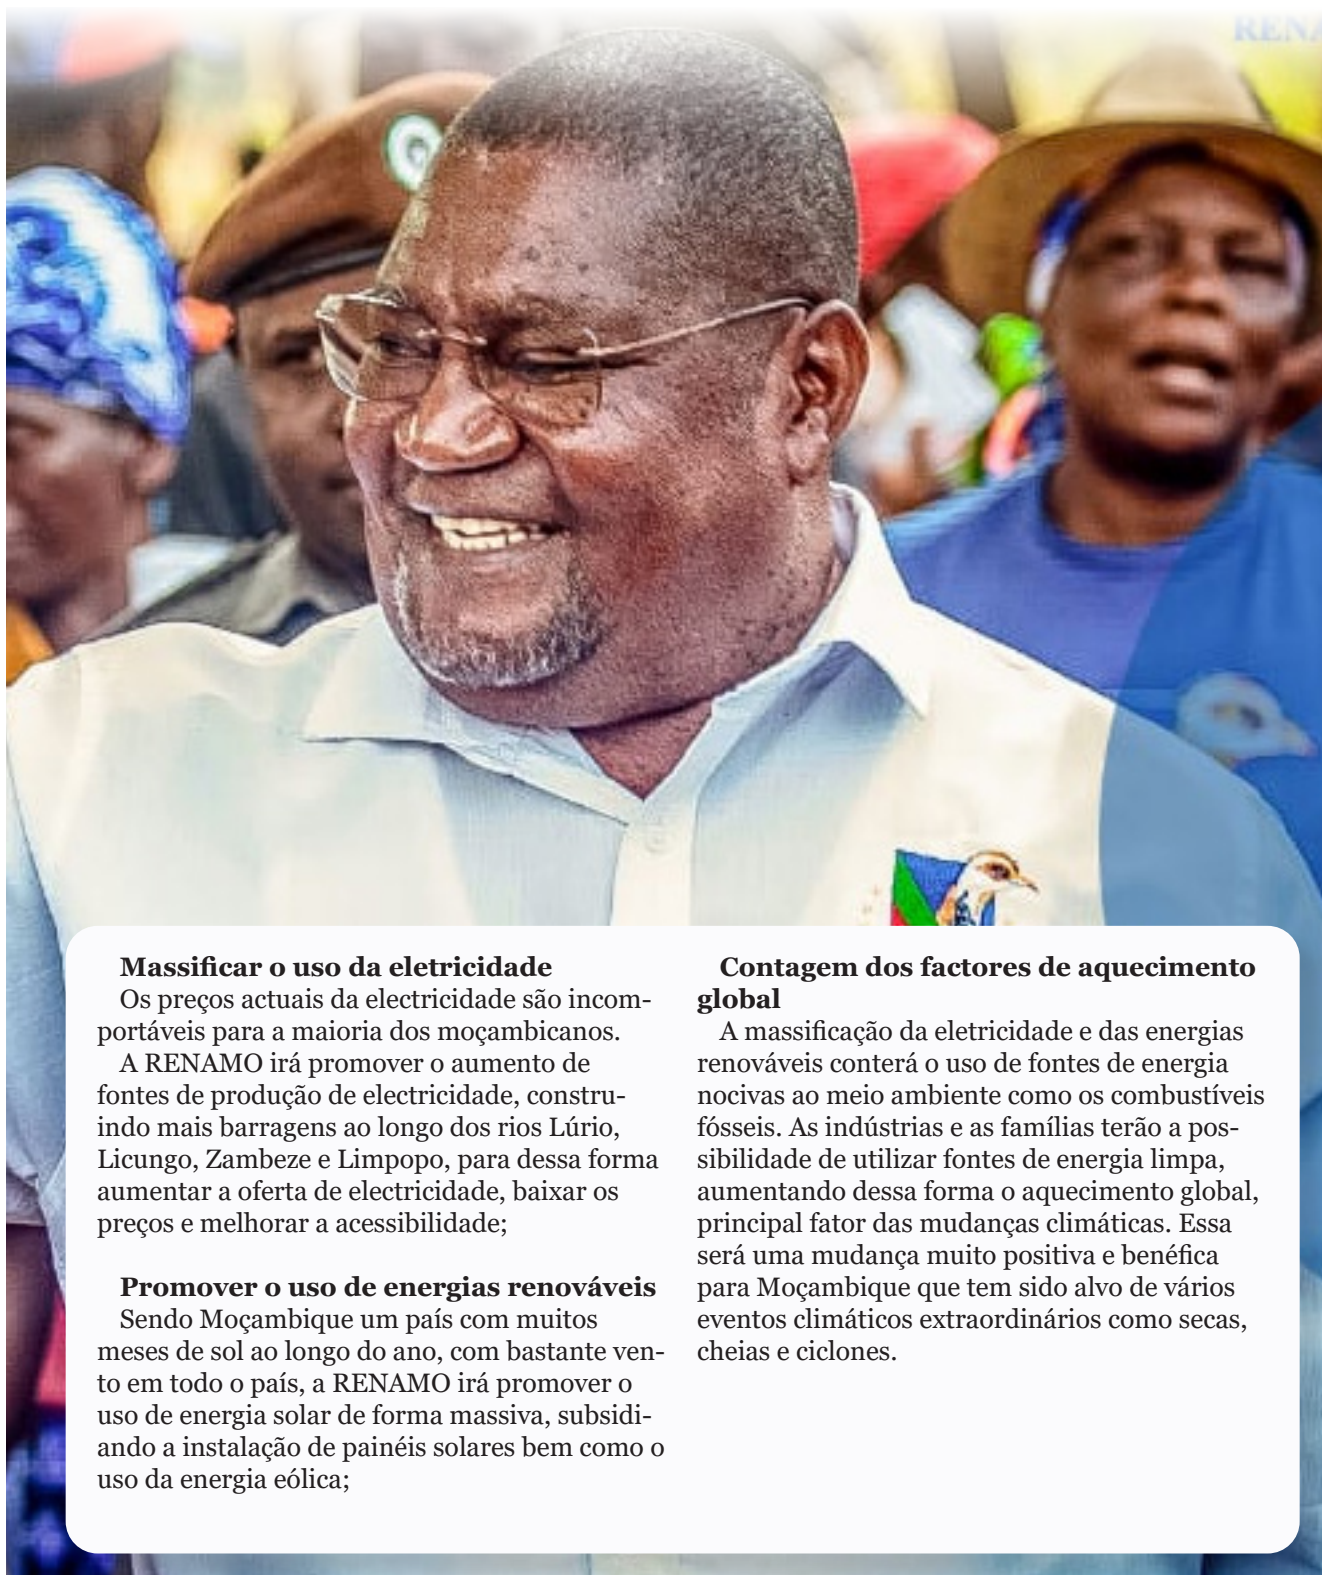 RENA
Massificar o uso da eletricidade
Os preços actuais da electricidade são incom-
portáveis para a maioria dos moçambicanos.
A RENAMO irá promover o aumento de
fontes de produção de electricidade, constru-
indo mais barragens ao longo dos rios Lúrio,
Licungo, Zambeze e Limpopo, para dessa forma
aumentar a oferta de electricidade, baixar os
preços e melhorar a acessibilidade;
Promover o uso de energias renováveis
Sendo Moçambique um país com muitos
meses de sol ao longo do ano, com bastante ven-
to em todo o país, a RENAMO irá promover o
uso de energia solar de forma massiva, subsidi-
ando a instalação de painéis solares bem como o
uso da energia eólica;
Contagem dos factores de aquecimento
global
A massificação da eletricidade e das energias
renováveis conterá o uso de fontes de energia
nocivas ao meio ambiente como os combustíveis
fósseis. As indústrias e as famílias terão a pos-
sibilidade de utilizar fontes de energia limpa,
aumentando dessa forma o aquecimento global,
principal fator das mudanças climáticas. Essa
será uma mudança muito positiva e benéfica
para Moçambique que tem sido alvo de vários
eventos climáticos extraordinários como secas,
cheias e ciclones.